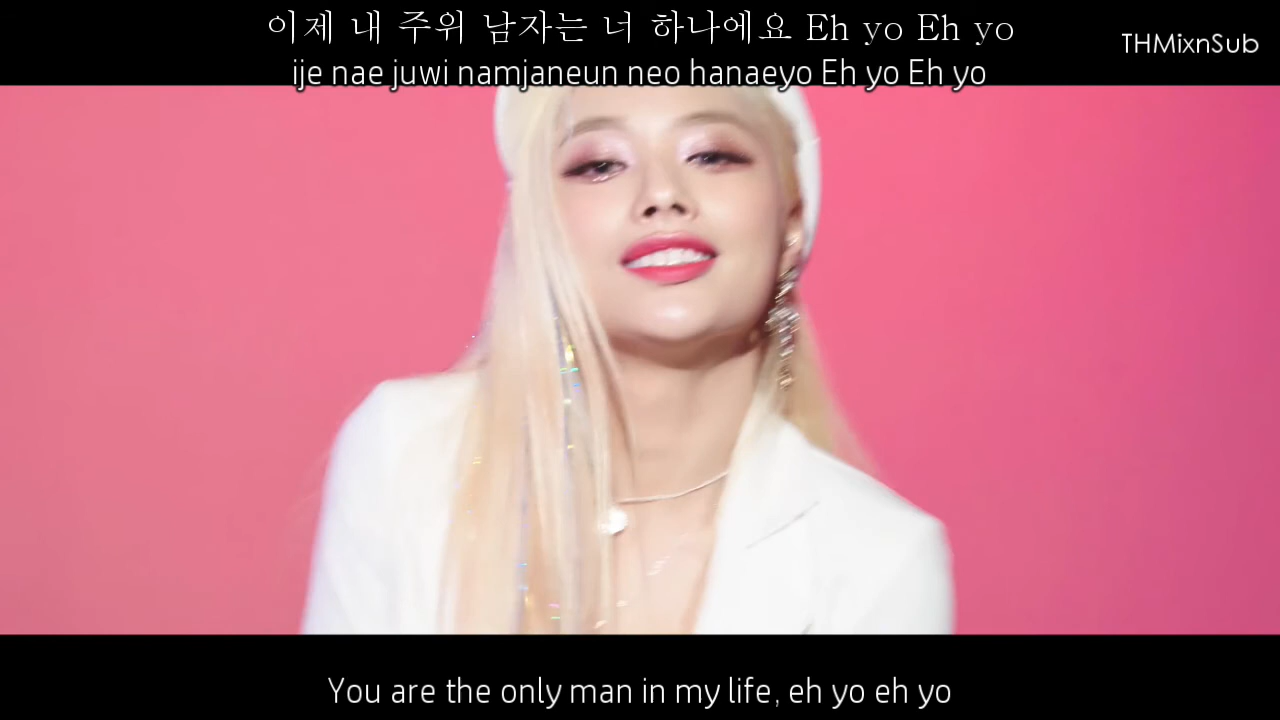 이제 내 주위 남자는 너 하나에요 Eh yo Eh yo
THMixnSub
ije nae juwi namjaneun neo hanaeyo Eh yo Eh yo
You are the only man in my life, eh yo eh yo